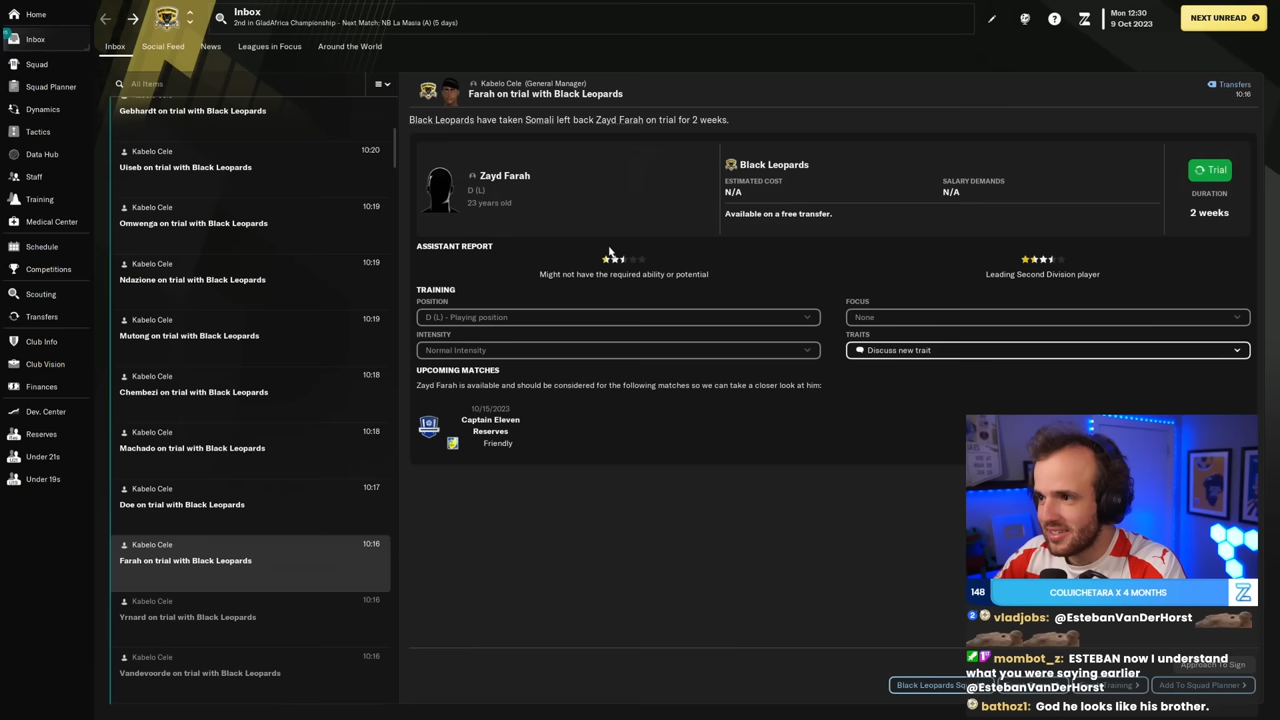 Inbox
2nd in GladAfrica Championship - Next Match: NB La Masia (A) (5 days)
Mon 12:30
9 Oct 2023
NEXT UNREAD
Home
Inbox
Squad
Squad Planner
Dynamics
Tactics
Data Hub
Staff
Training
Medical Center
Schedule
Competitions
Scouting
Transfers
Club Info
Club Vision
Finances
Dev. Center
Reserves
Under 21s
Under 19s
Inbox
Social Feed
News
Leagues in Focus
Around the World
All Items
Gebhardt on trial with Black Leopards
Kabelo Cele 10:20
Uiseb on trial with Black Leopards
Kabelo Cele 10:19
Omwenga on trial with Black Leopards
Kabelo Cele 10:19
Ndazione on trial with Black Leopards
Kabelo Cele 10:19
Mutong on trial with Black Leopards
Kabelo Cele 10:18
Chembezi on trial with Black Leopards
Kabelo Cele 10:18
Machado on trial with Black Leopards
Kabelo Cele 10:17
Doe on trial with Black Leopards
Kabelo Cele 10:16
Farah on trial with Black Leopards
Kabelo Cele 10:16
Yrnard on trial with Black Leopards
Kabelo Cele 10:16
Vandevoorde on trial with Black Leopards
Kabelo Cele (General Manager)
Farah on trial with Black Leopards
Transfers
10:16
Black Leopards have taken Somali left back Zayd Farah on trial for 2 weeks.
Zayd Farah
D (L)
23 years old
Black Leopards
ESTIMATED COST
N/A
SALARY DEMANDS
N/A
Available on a free transfer.
Trial
DURATION
2 weeks
ASSISTANT REPORT
Might not have the required ability or potential
Leading Second Division player
TRAINING
POSITION
D (L) - Playing position
FOCUS
None
INTENSITY
Normal Intensity
TRAITS
Discuss new trait
UPCOMING MATCHES
Zayd Farah is available and should be considered for the following matches so we can take a closer look at him:
10/15/2023
Captain Eleven
Reserves
Friendly
148
COLUICHETARA X 4 MONTHS
vladjobs: @EstebanVanDerHorst
mombot_z: ESTEBAN now I understand
what you were saying earlier
@EstebanVanDerHorst
bathoz1: God he looks like his brother.
Approach To Sign
Black Leopards Sq
Training
Add To Squad Planner